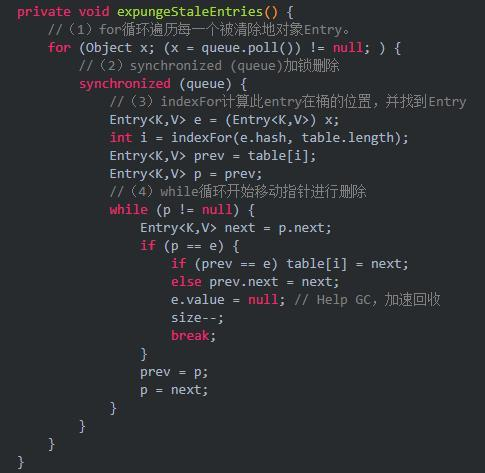 private void expungeStaleEntries() {
    //（1）for循环遍历每一个被清除地对象Entry。
    for (Object x; (x = queue.poll()) != null; ) {
        //（2）synchronized (queue)加锁删除
        synchronized (queue) {
            //（3）indexFor计算此entry在桶的位置，并找到Entry
            Entry<K,V> e = (Entry<K,V>) x;
            int i = indexFor(e.hash, table.length);
            Entry<K,V> prev = table[i];
            Entry<K,V> p = prev;
            //（4）while循环开始移动指针进行删除
            while (p != null) {
                Entry<K,V> next = p.next;
                if (p == e) {
                    if (prev == e) table[i] = next;
                    else prev.next = next;
                    e.value = null; // Help GC，加速回收
                    size--;
                    break;
                }
                prev = p;
                p = next;
            }
        }
    }
}